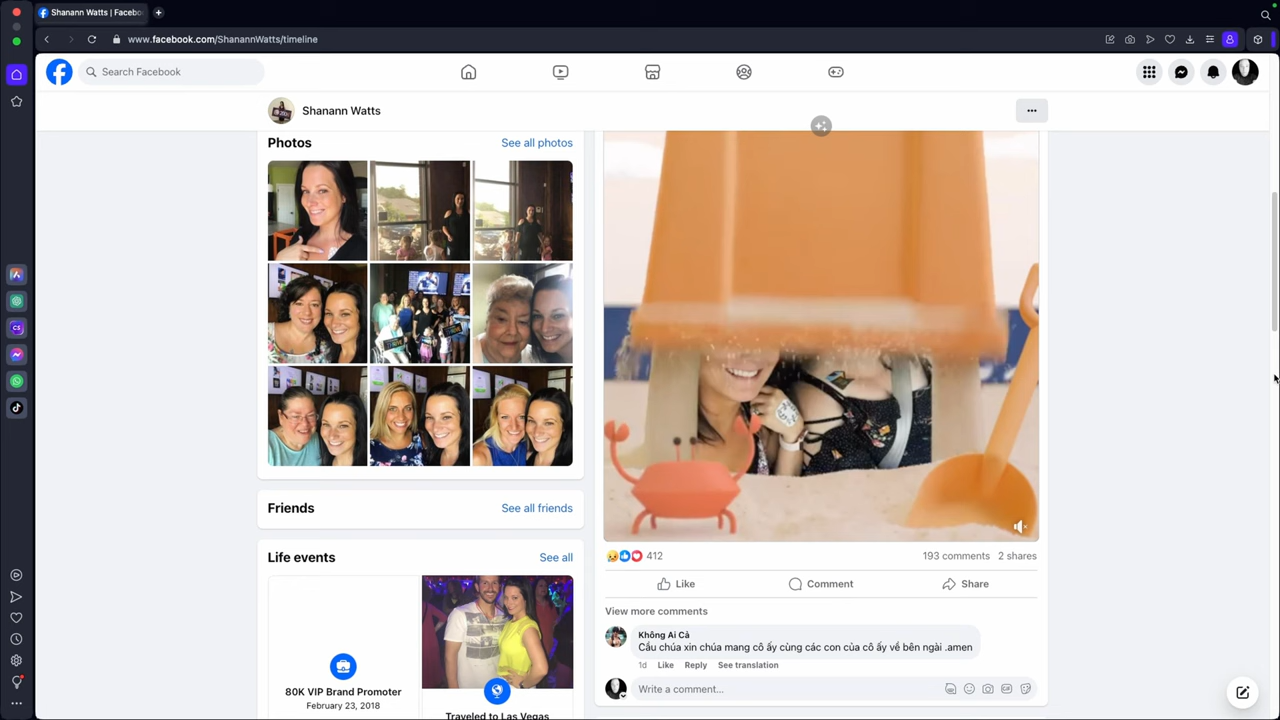 Shanann Watts | Facebo
www.facebook.com/ShanannWatts/timeline
Search Facebook
Shanann Watts
Photos
See all photos
Friends
See all friends
Life events
See all
80K VIP Brand Promoter
February 23, 2018
Traveled to Las Vegas
412
193 comments 2 shares
Like
Comment
Share
View more comments
Không Ai Cả
Cầu chúa xin chúa mang cô ấy cùng các con của cô ấy về bên ngài .amen
1d Like Reply See translation
Write a comment...